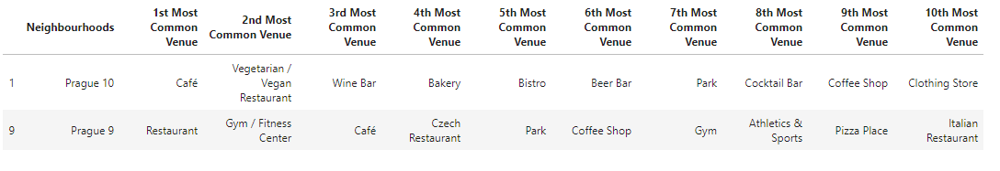 Neighbourhoods 1st Most Common Venue 2nd Most Common Venue 3rd Most Common Venue 4th Most Common Venue 5th Most Common Venue 6th Most Common Venue 7th Most Common Venue 8th Most Common Venue 9th Most Common Venue 10th Most Common Venue
1 Prague 10 Café Vegetarian / Vegan Restaurant Wine Bar Bakery Bistro Beer Bar Park Cocktail Bar Coffee Shop Clothing Store
9 Prague 9 Restaurant Gym / Fitness Center Café Czech Restaurant Park Coffee Shop Gym Athletics & Sports Pizza Place Italian Restaurant